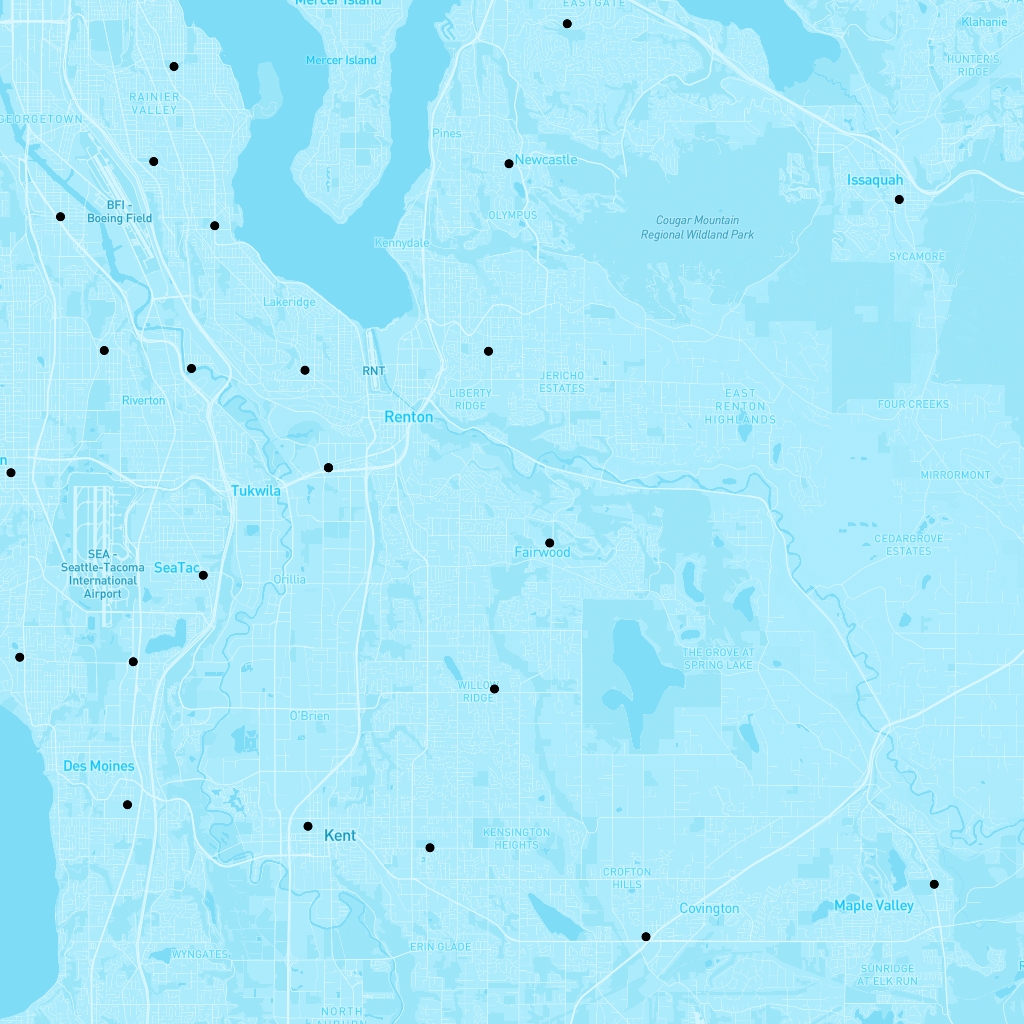 Mercer Island
EASTGATE
Klahanie
HUNTER'S
RIDGE
Mercer Island
RAINIER
VALLEY
GEORGETOWN
Pines
Newcastle
Issaquah
BFI -
Boeing Field
OLYMPUS
Cougar Mountain
Regional Wildland Park
Kennydale
SYCAMORE
Lakeridge
RNT
JERICHO
ESTATES
LIBERTY
RIDGE
EAST
RENTON
HIGHLANDS
Riverton
FOUR CREEKS
Renton
n
MIRRORMONT
Tukwila
CEDARGROVE
ESTATES
SEA -
Seattle-Tacoma
International
Airport
SeaTac
Fairwood
Orillia
THE GROVE AT
SPRING LAKE
WILLOW
RIDGE
O'Brien
Des Moines
Kent
KENSINGTON
HEIGHTS
CROFTON
HILLS
Covington
Maple Valley
ERIN GLADE
WYNGATES
SUNRIDGE
AT ELK RUN
NORTH
AUBURN